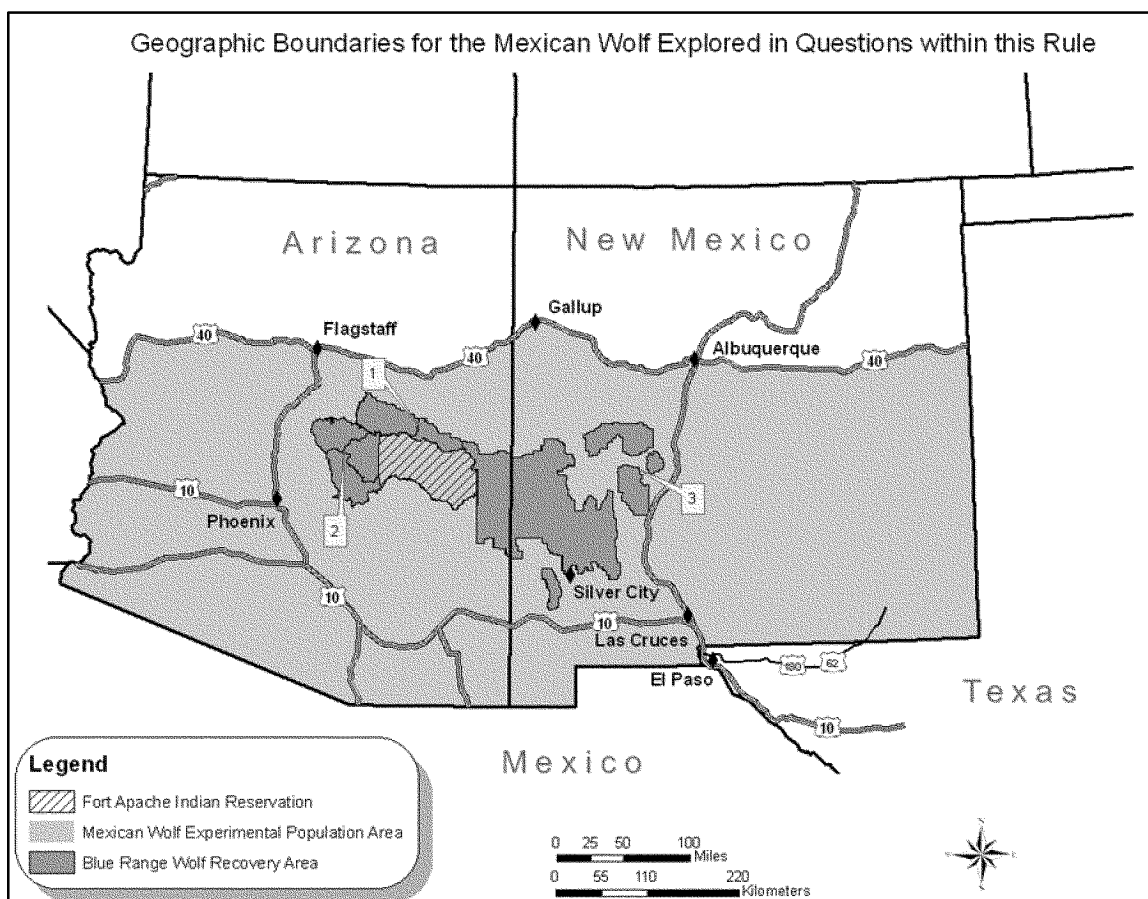 Geographic Boundaries for the Mexican Wolf Explored in Questions within this Rule
Arizona
New Mexico
Gallup
Flagstaff
Albuquerque
40
40
40
1
10
Phoenix
2
3
Silver City
10
10
Las Cruces
El Paso
180
62
Texas
10
Mexico
Legend
Fort Apache Indian Reservation
Mexican Wolf Experimental Population Area
Blue Range Wolf Recovery Area
0 25 50 100
Miles
0 55 110 220
Kilometers
N